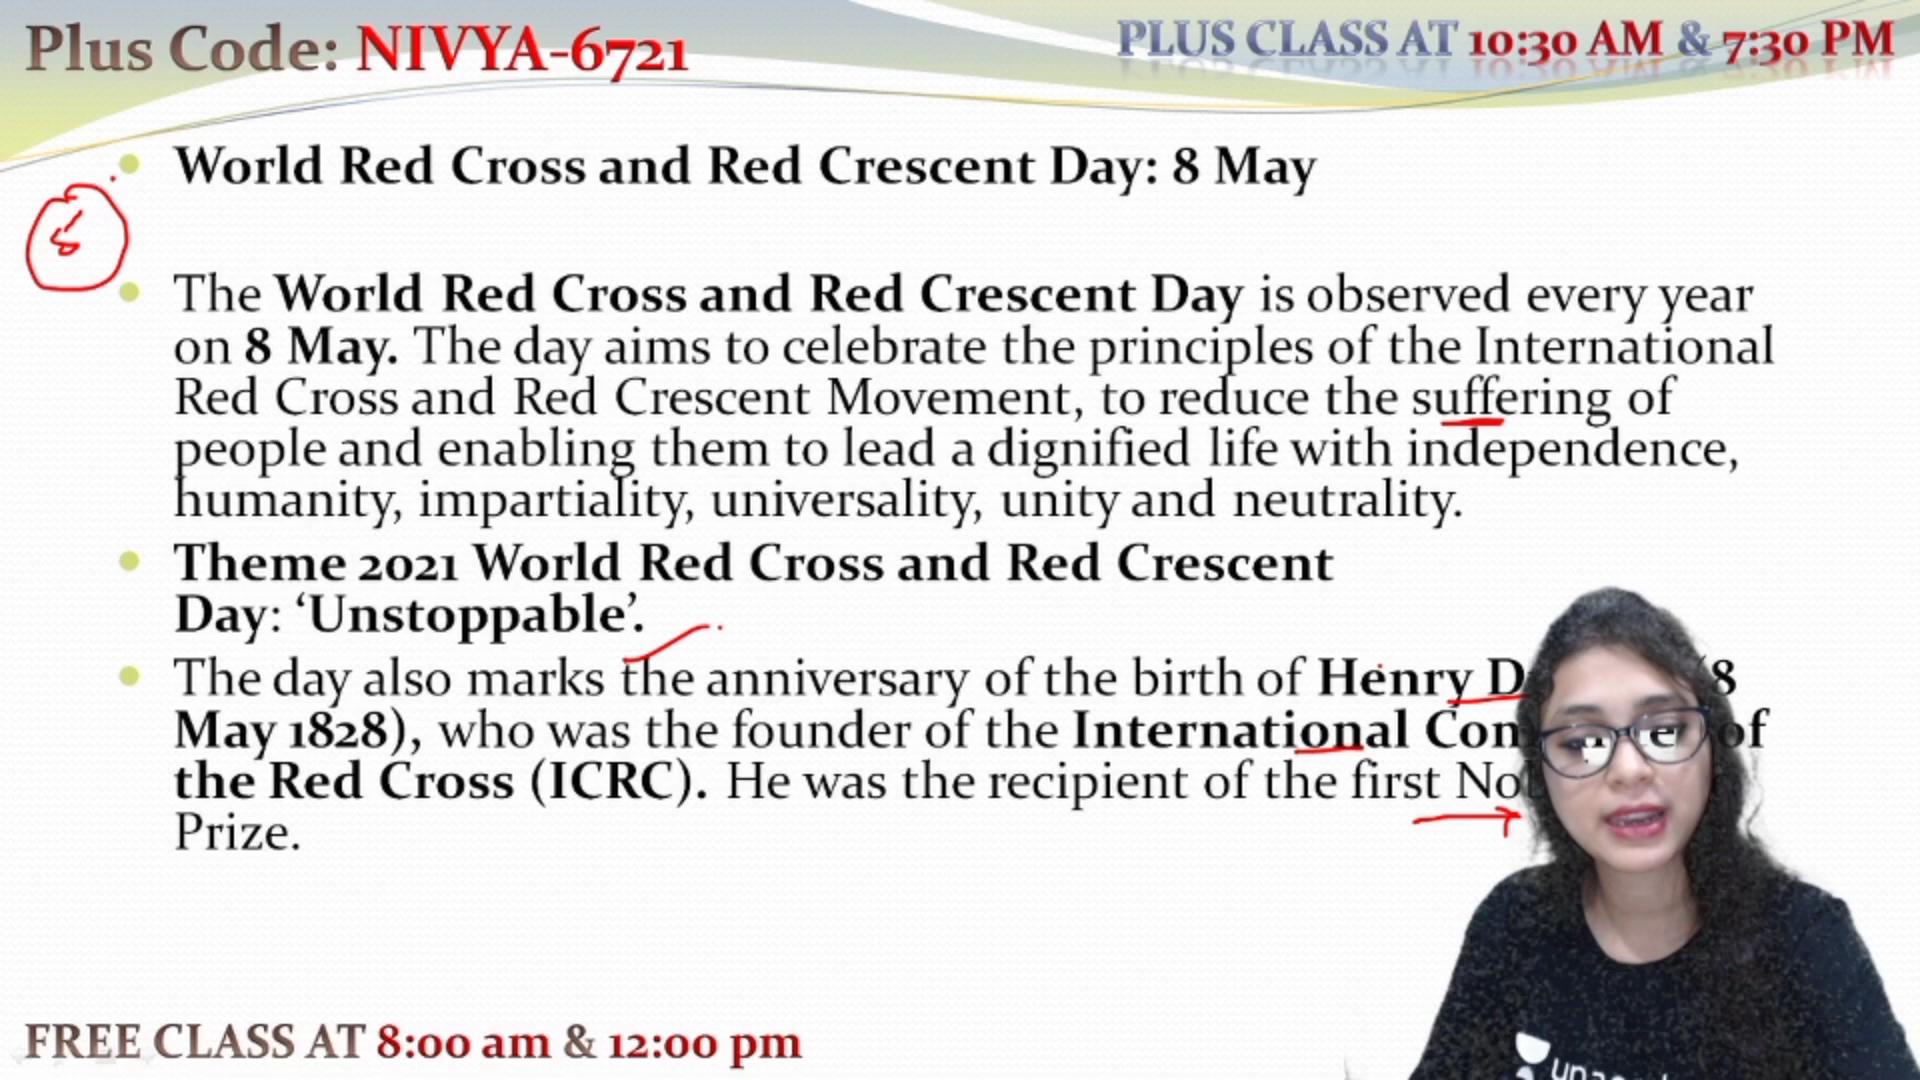 Plus Code: NIVYA-6721
PLUS CLASS AT 10:30 AM & 7:30 PM
World Red Cross and Red Crescent Day: 8 May
8
The World Red Cross and Red Crescent Day is observed every year
on 8 May. The day aims to celebrate the principles of the International
Red Cross and Red Crescent Movement, to reduce the suffering of
people and enabling them to lead a dignified life with independence,
humanity, impartiality, universality, unity and neutrality.
Theme 2021 World Red Cross and Red Crescent
Day: ‘Unstoppable’.
The day also marks the anniversary of the birth of Henry (8
May 1828), who was the founder of the International of
the Red Cross (ICRC). He was the recipient of the first
Prize.
FREE CLASS AT 8:00 am & 12:00 pm